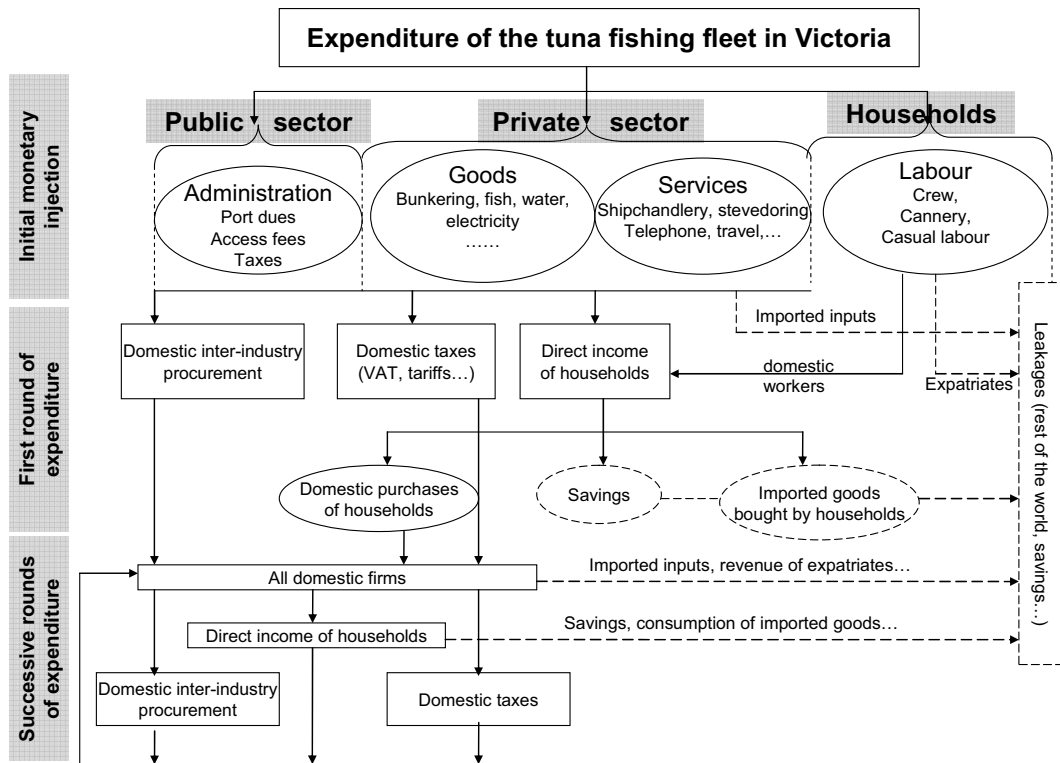 Expenditure of the tuna fishing fleet in Victoria
Initial monetary
injection
Public sector
Private sector
Households
Administration
Port dues
Access fees
Taxes
Goods
Bunkering, fish, water,
electricity
……
Services
Shipchandlery, stevedoring
Telephone, travel,…
Labour
Crew,
Cannery,
Casual labour
First round of
expenditure
Domestic inter-industry
procurement
Domestic taxes
(VAT, tariffs…)
Direct income
of households
Imported inputs
domestic
workers
Expatriates
Leakages (rest of the world, savings…)
Domestic purchases
of households
Savings
Imported goods
bought by households
Successive rounds
of expenditure
All domestic firms
Imported inputs, revenue of expatriates…
Direct income of households
Savings, consumption of imported goods…
Domestic inter-industry
procurement
Domestic taxes